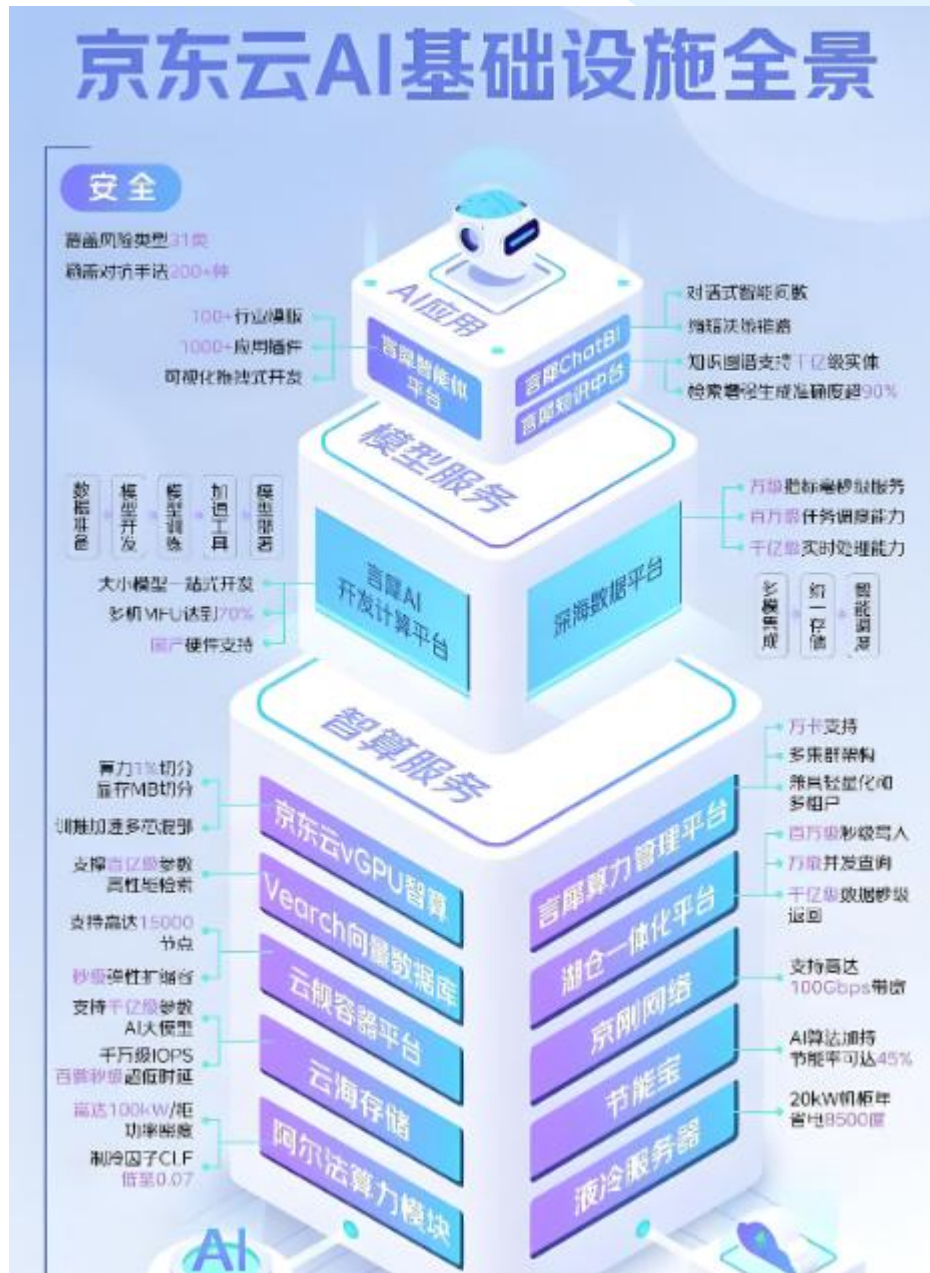 京东云AI基础设施全景
安全
覆盖风险类型31类
涵盖对抗手法200+种
AI应用
100+行业模版
1000+应用插件
可视化拖拽式开发
言犀智能体
平台
言犀ChatBI
言犀知识中台
对话式智能问数
缩短决策链路
知识图谱支持千亿级实体
检索增强生成准确度超90%
模型服务
数据准备
模型开发
模型训练
加速工具
模型部署
大小模型一站式开发
多机MFU达到70%
国产硬件支持
言犀AI
开发计算平台
深海数据平台
万级指标毫秒级服务
百万级任务调度能力
千亿级实时处理能力
多模集成
统一存储
智能调度
智算服务
算力1%切分
显存MB切分
训推加速多芯混部
支撑百亿级参数
高性能检索
支持高达15000
节点
秒级弹性扩缩容
支持千亿级参数
AI大模型
千万级IOPS
百微秒级超低时延
高达100kW/柜
功率密度
制冷因子CLF
低至0.07
京东云vGPU智算
Vearch向量数据库
云舰容器平台
云海存储
阿尔法算力模块
言犀算力管理平台
湖仓一体化平台
京刚网络
节能宝
液冷服务器
万卡支持
多集群架构
兼具轻量化和
多租户
百万级秒级写入
万级并发查询
千亿级数据秒级
返回
支持高达
100Gbps带宽
AI算法加持
节能率可达45%
20kW机柜年
省电8500度
AI